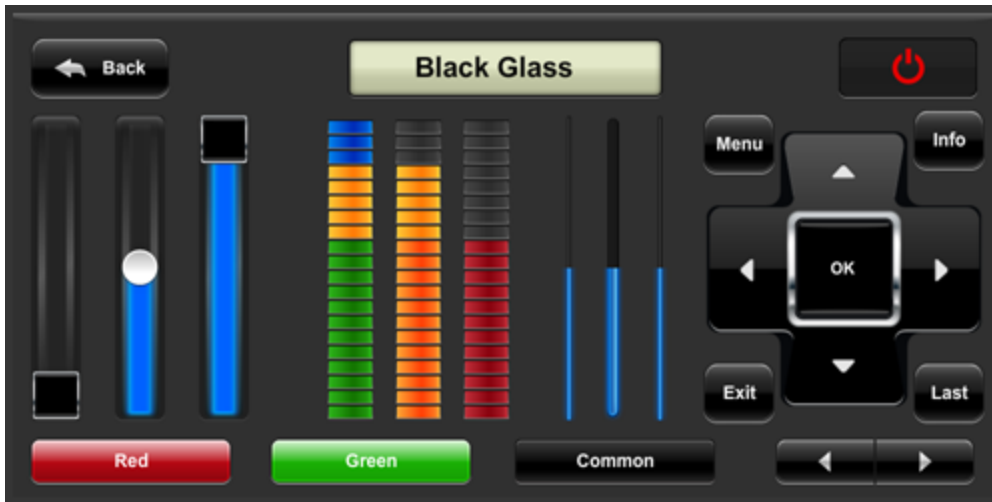 Back
Black Glass
Menu
Info
OK
Exit
Last
Red
Green
Common